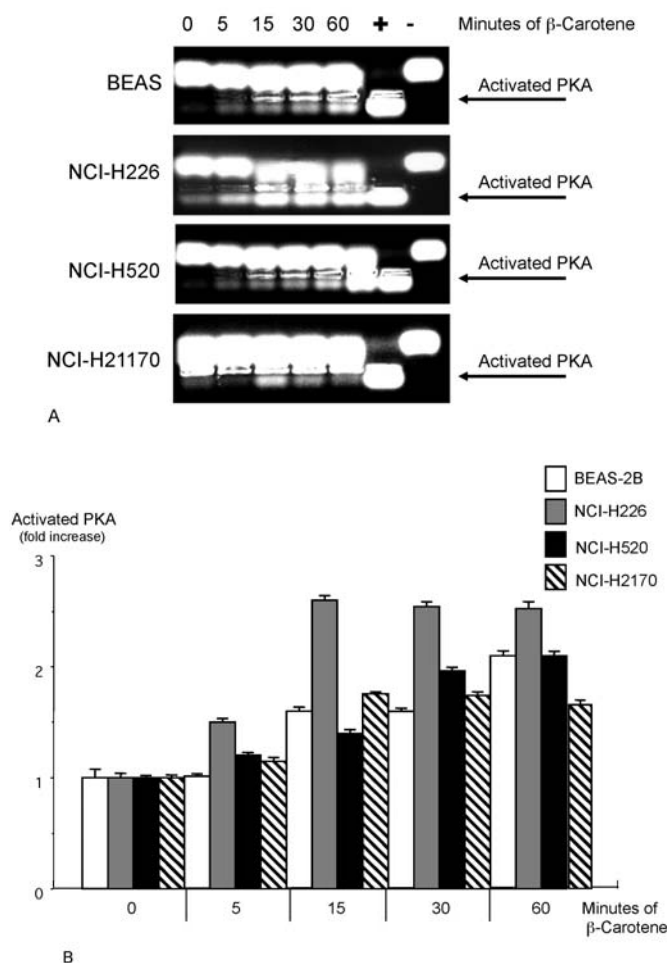 0 5 15 30 60 + - Minutes of β-Carotene
BEAS
Activated PKA
NCI-H226
Activated PKA
NCI-H520
Activated PKA
NCI-H21170
Activated PKA
A
BEAS-2B
NCI-H226
NCI-H520
NCI-H2170
Activated PKA
(fold increase)
3
2
1
0
0 5 15 30 60 Minutes of
β-Carotene
B